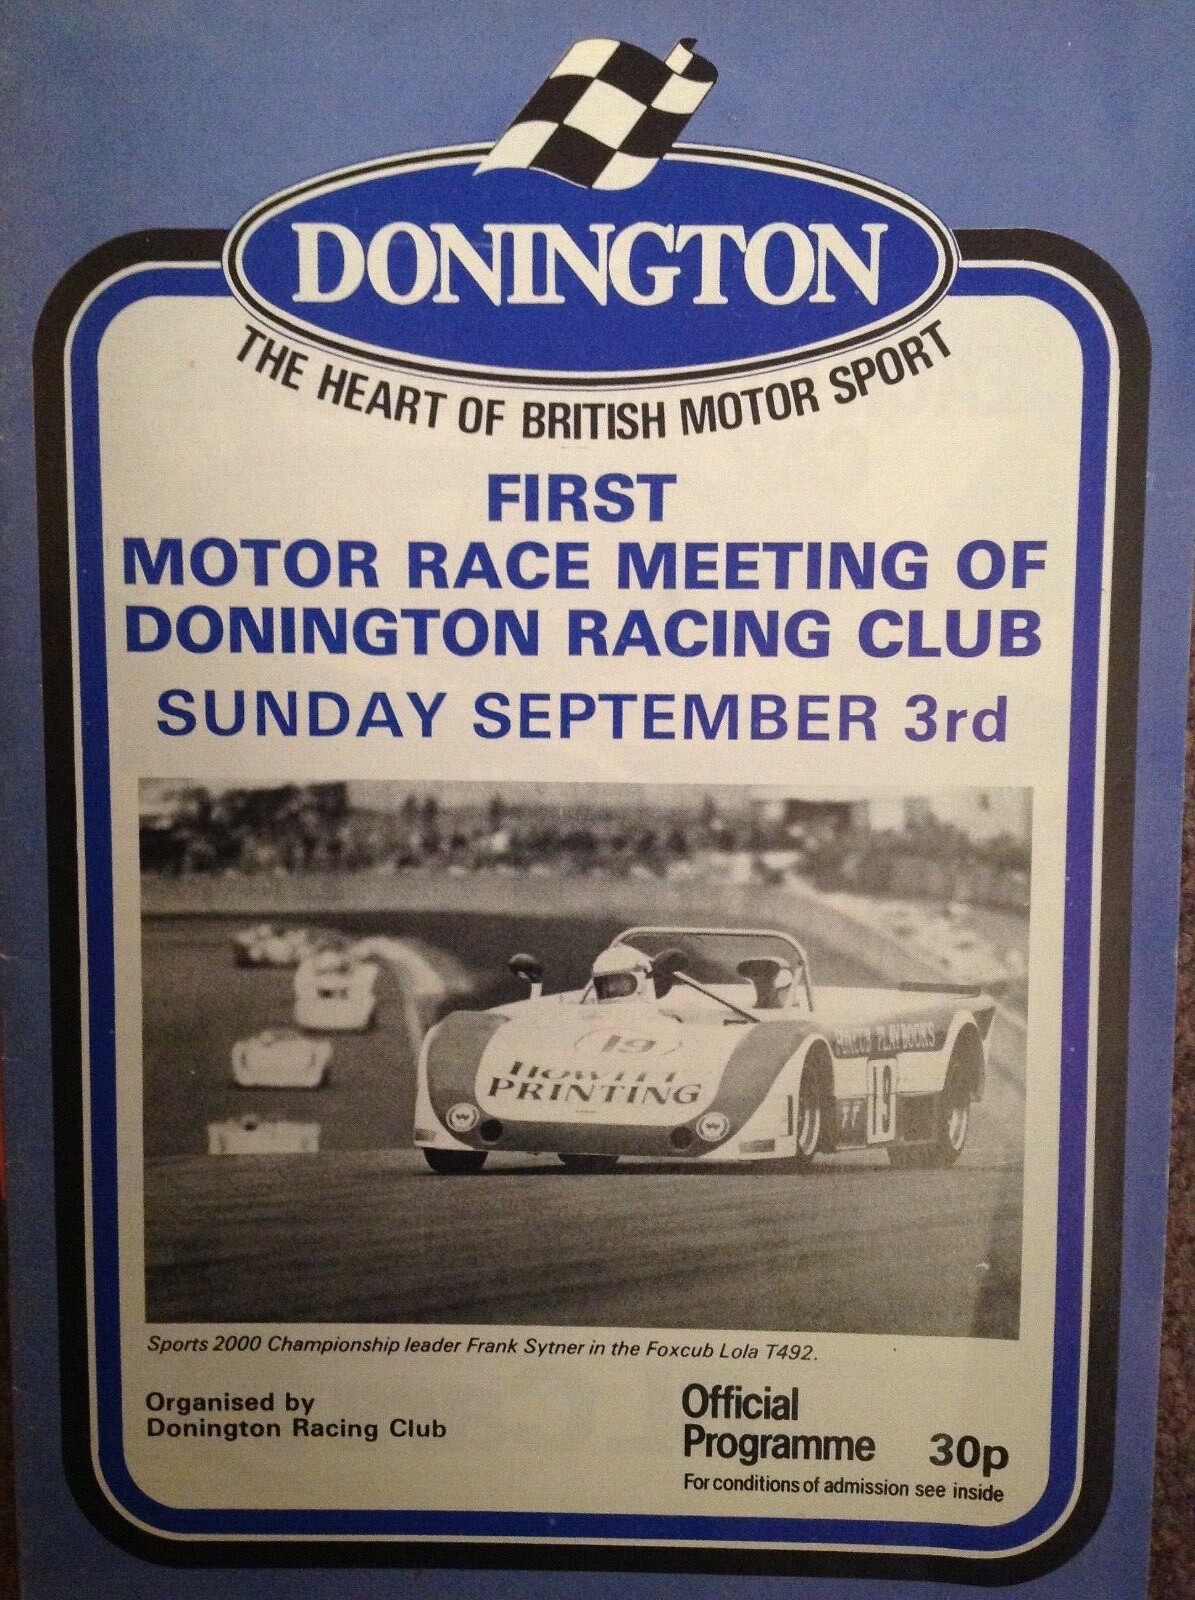 DONINGTON
THE HEART OF BRITISH MOTOR SPORT
FIRST
MOTOR RACE MEETING OF
DONINGTON RACING CLUB
SUNDAY SEPTEMBER 3rd
19
HOWITT
PRINTING
PLAYBOOKS
19
Sports 2000 Championship leader Frank Sytner in the Foxcub Lola T492.
Organised by
Donington Racing Club
Official
Programme 30p
For conditions of admission see inside